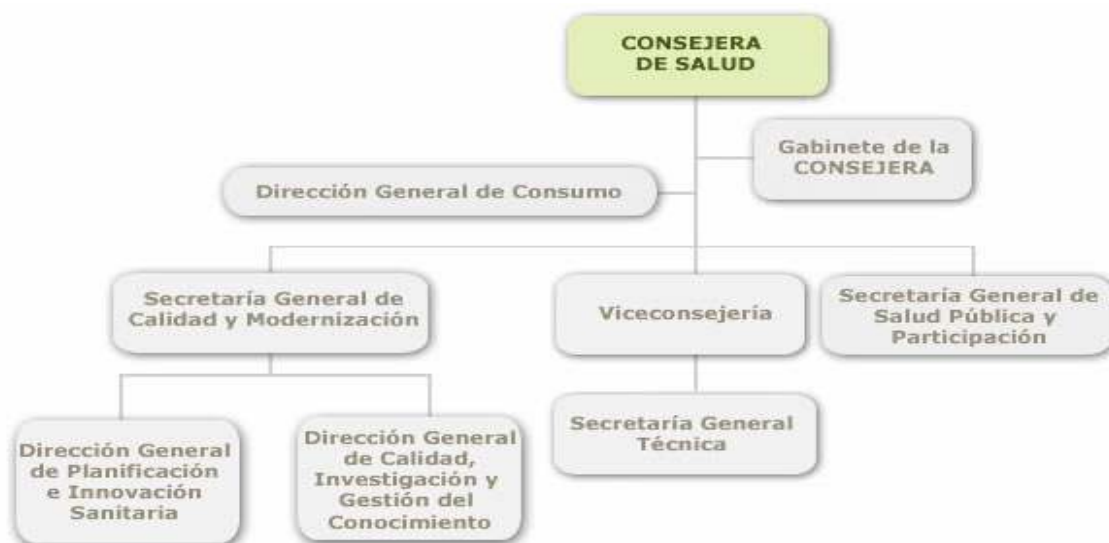 CONSEJERA
DE SALUD
Gabinete de la
CONSEJERA
Dirección General de Consumo
Secretaría General de
Calidad y Modernización
Viceconsejería
Secretaría General de
Salud Pública y
Participación
Dirección General
de Planificación
e Innovación
Sanitaria
Dirección General
de Calidad,
Investigación y
Gestión del
Conocimiento
Secretaría General
Técnica